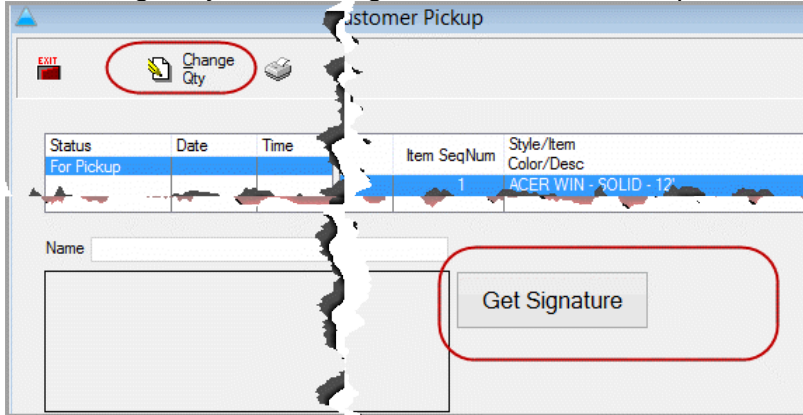 ustomer Pickup
EXIT
Change
Qty
Status Date Time Item SeqNum Style/Item
Color/Desc
For Pickup
1 ACER WIN - SOLID - 12'
Name
Get Signature